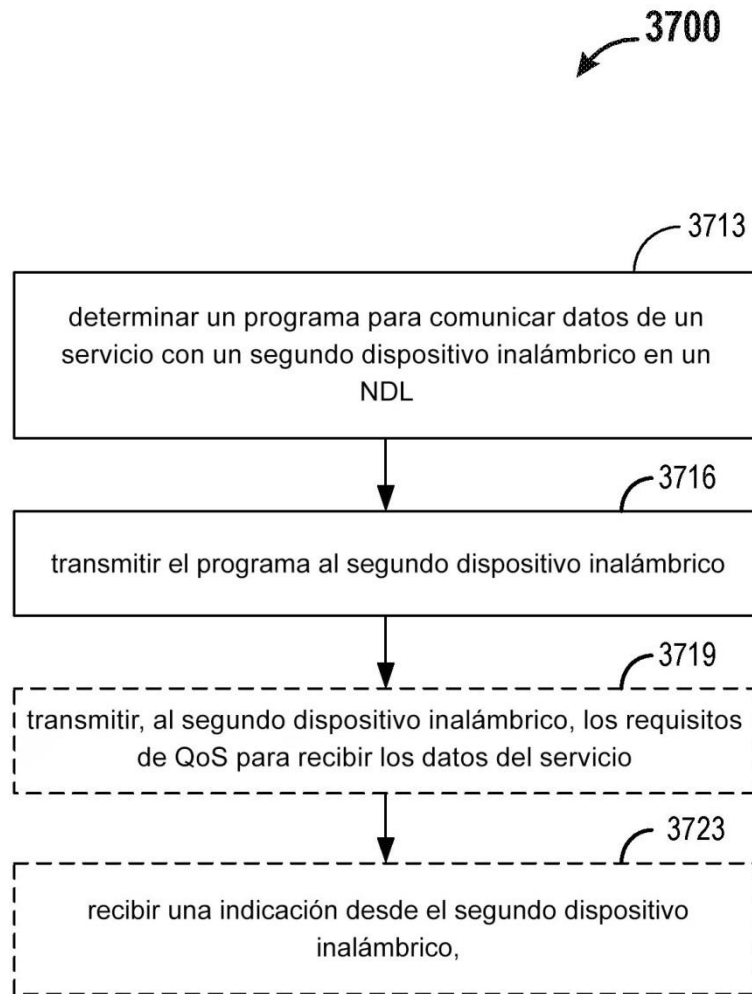 3700
3713
determinar un programa para comunicar datos de un
servicio con un segundo dispositivo inalámbrico en un
NDL
3716
transmitir el programa al segundo dispositivo inalámbrico
3719
transmitir, al segundo dispositivo inalámbrico, los requisitos
de QoS para recibir los datos del servicio
3723
recibir una indicación desde el segundo dispositivo
inalámbrico,